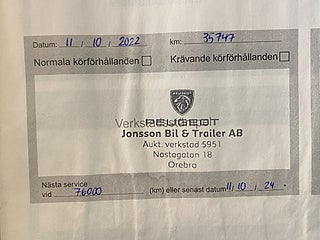 Datum: 11 / 10 / 2022 km: 35747
Normala körförhållanden Krävande körförhållanden
Verkstadsstämpel
PEUGEOT
Jonsson Bil & Trailer AB
Aukt. verkstad 5951
Nastagatan 18
Örebro
Nästa service
vid 76000 (km) eller senast datum 11/10/24.